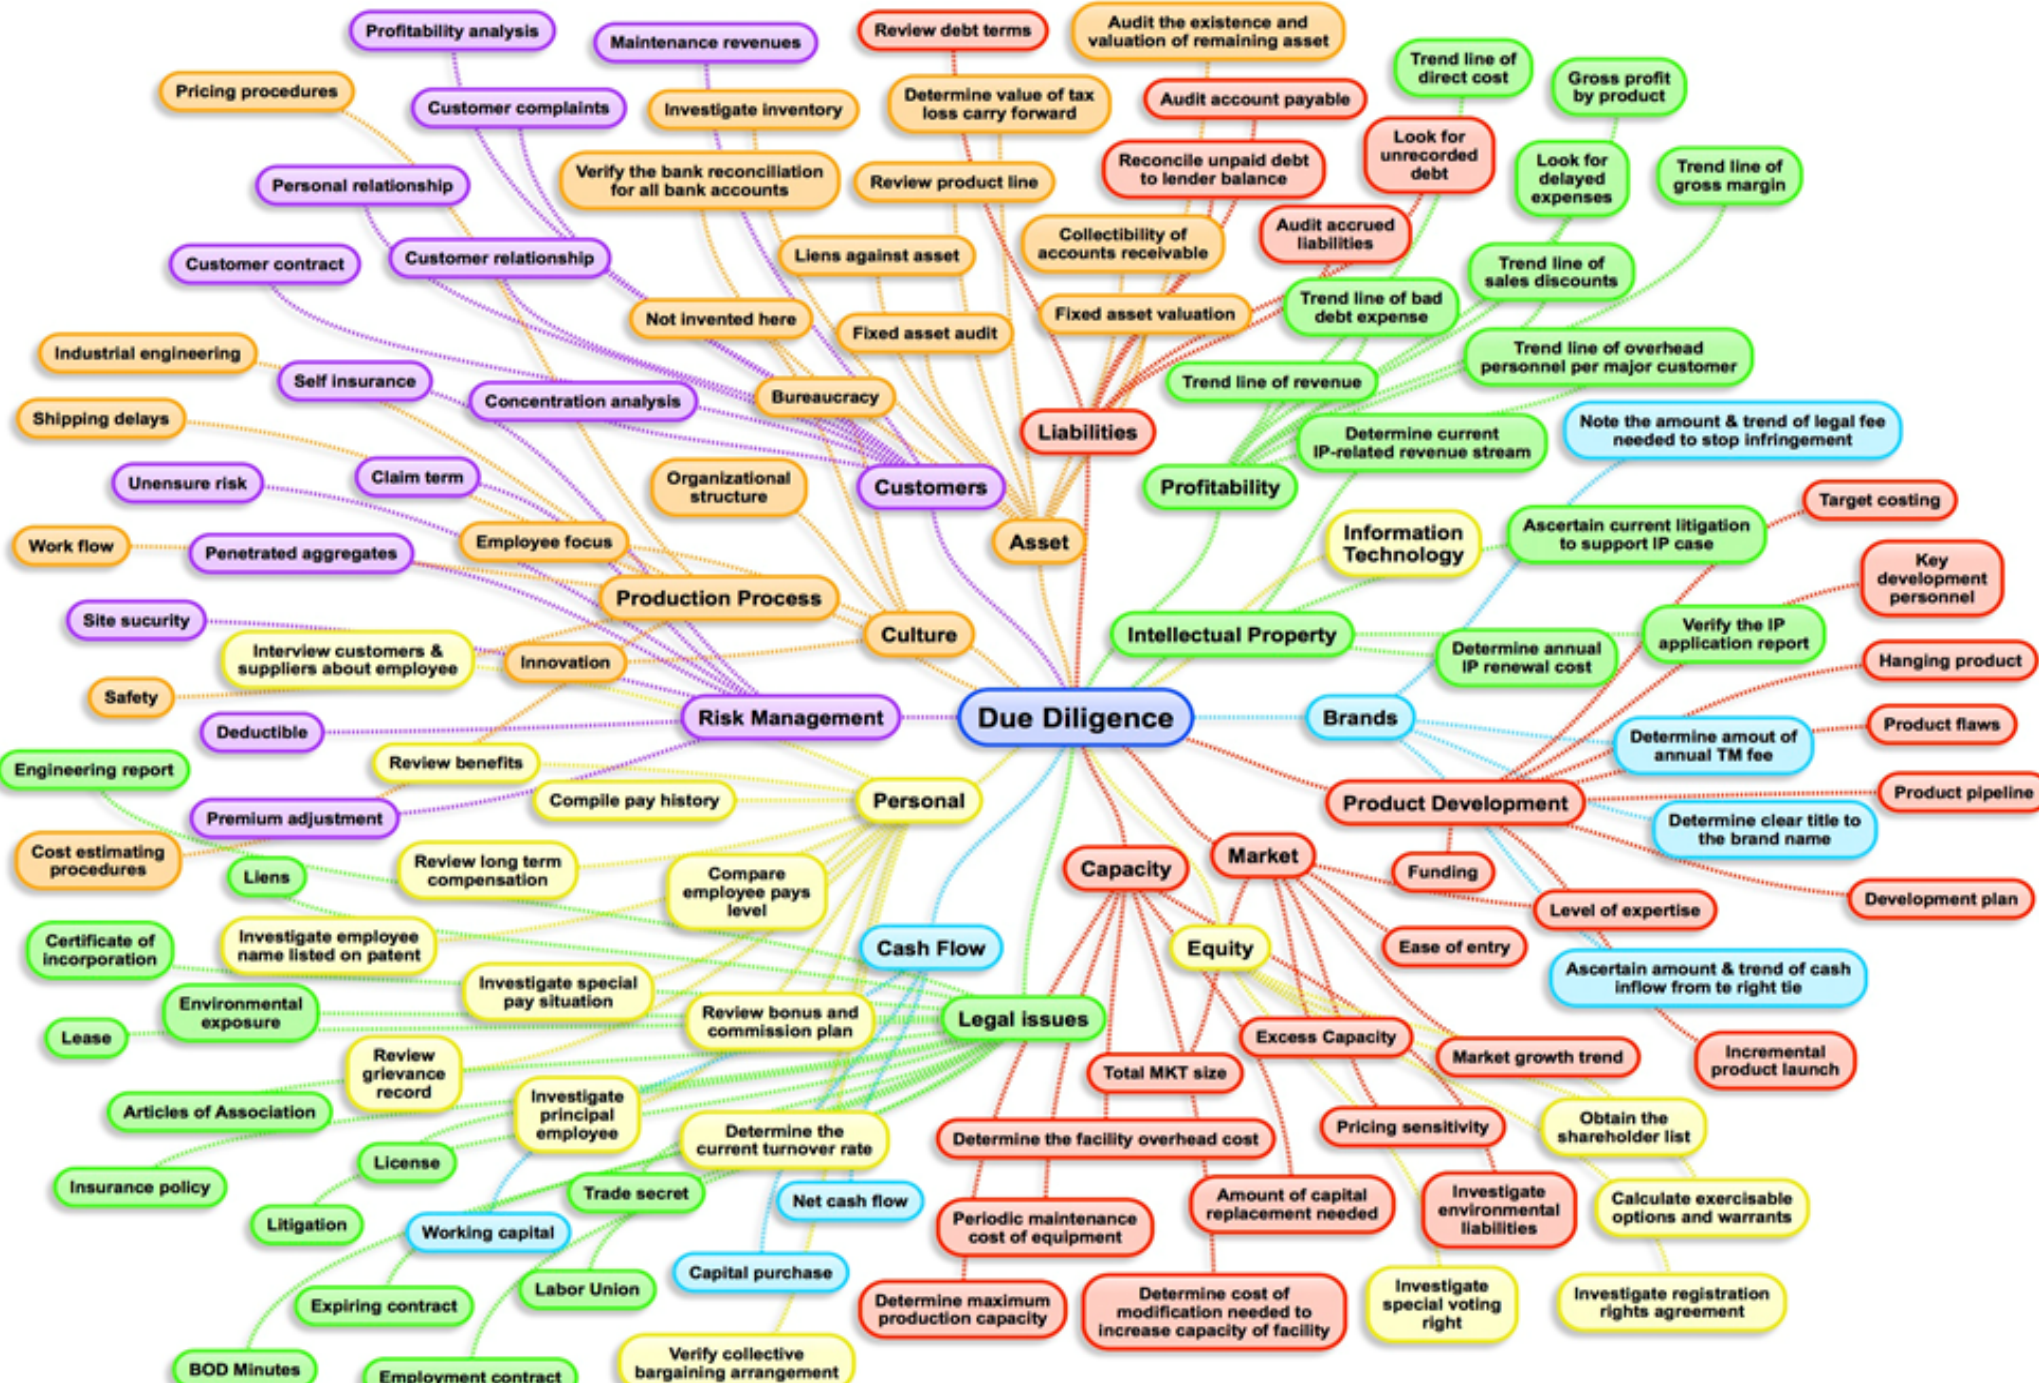 Profitability analysis
Maintenance revenues
Review debt terms
Audit the existence and
valuation of remaining asset
Trend line of
direct cost
Gross profit
by product
Pricing procedures
Customer complaints
Investigate inventory
Determine value of tax
loss carry forward
Audit account payable
Look for
unrecorded
debt
Look for
delayed
expenses
Trend line of
gross margin
Personal relationship
Verify the bank reconciliation
for all bank accounts
Review product line
Reconcile unpaid debt
to lender balance
Customer contract
Customer relationship
Liens against asset
Collectibility of
accounts receivable
Audit accrued
liabilities
Trend line of
sales discounts
Not invented here
Fixed asset audit
Fixed asset valuation
Trend line of bad
debt expense
Industrial engineering
Self insurance
Concentration analysis
Bureaucracy
Trend line of revenue
Trend line of overhead
personnel per major customer
Shipping delays
Liabilities
Determine current
IP-related revenue stream
Note the amount & trend of legal fee
needed to stop infringement
Unensure risk
Claim term
Organizational
structure
Customers
Profitability
Target costing
Work flow
Penetrated aggregates
Employee focus
Asset
Information
Technology
Ascertain current litigation
to support IP case
Key
development
personnel
Production Process
Site sucurity
Interview customers &
suppliers about employee
Innovation
Culture
Intellectual Property
Determine annual
IP renewal cost
Verify the IP
application report
Hanging product
Safety
Deductible
Risk Management
Due Diligence
Brands
Determine amout of
annual TM fee
Product flaws
Engineering report
Review benefits
Compile pay history
Personal
Product Development
Product pipeline
Premium adjustment
Determine clear title to
the brand name
Cost estimating
procedures
Liens
Review long term
compensation
Compare
employee pays
level
Capacity
Market
Funding
Level of expertise
Development plan
Certificate of
incorporation
Investigate employee
name listed on patent
Cash Flow
Equity
Ease of entry
Ascertain amount & trend of cash
inflow from te right tie
Environmental
exposure
Investigate special
pay situation
Review bonus and
commission plan
Legal issues
Lease
Excess Capacity
Market growth trend
Incremental
product launch
Review
grievance
record
Total MKT size
Articles of Association
Investigate
principal
employee
Determine the
current turnover rate
Determine the facility overhead cost
Pricing sensitivity
Obtain the
shareholder list
License
Insurance policy
Trade secret
Net cash flow
Litigation
Working capital
Periodic maintenance
cost of equipment
Amount of capital
replacement needed
Investigate
environmental
liabilities
Calculate exercisable
options and warrants
Capital purchase
Labor Union
Expiring contract
Determine maximum
production capacity
Determine cost of
modification needed to
increase capacity of facility
Investigate
special voting
right
Investigate registration
rights agreement
BOD Minutes
Employment contract
Verify collective
bargaining arrangement